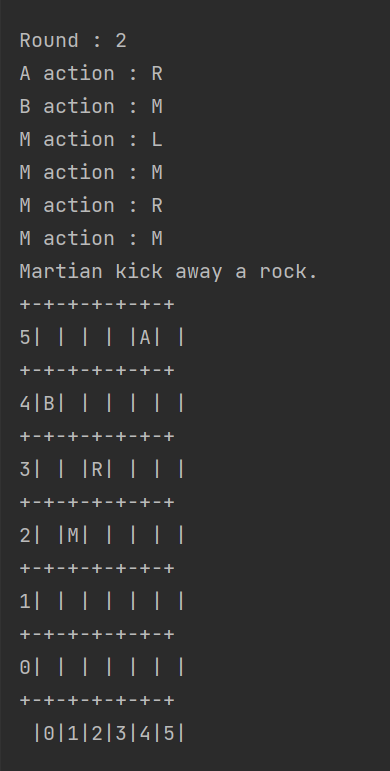 Round : 2
A action : R
B action : M
M action : L
M action : M
M action : R
M action : M
Martian kick away a rock.
+-+-+-+-+-+-+
5| | | | |A| |
+-+-+-+-+-+-+
4|B| | | | | |
+-+-+-+-+-+-+
3| | |R| | | |
+-+-+-+-+-+-+
2| |M| | | | |
+-+-+-+-+-+-+
1| | | | | | |
+-+-+-+-+-+-+
0| | | | | | |
+-+-+-+-+-+-+
 |0|1|2|3|4|5|